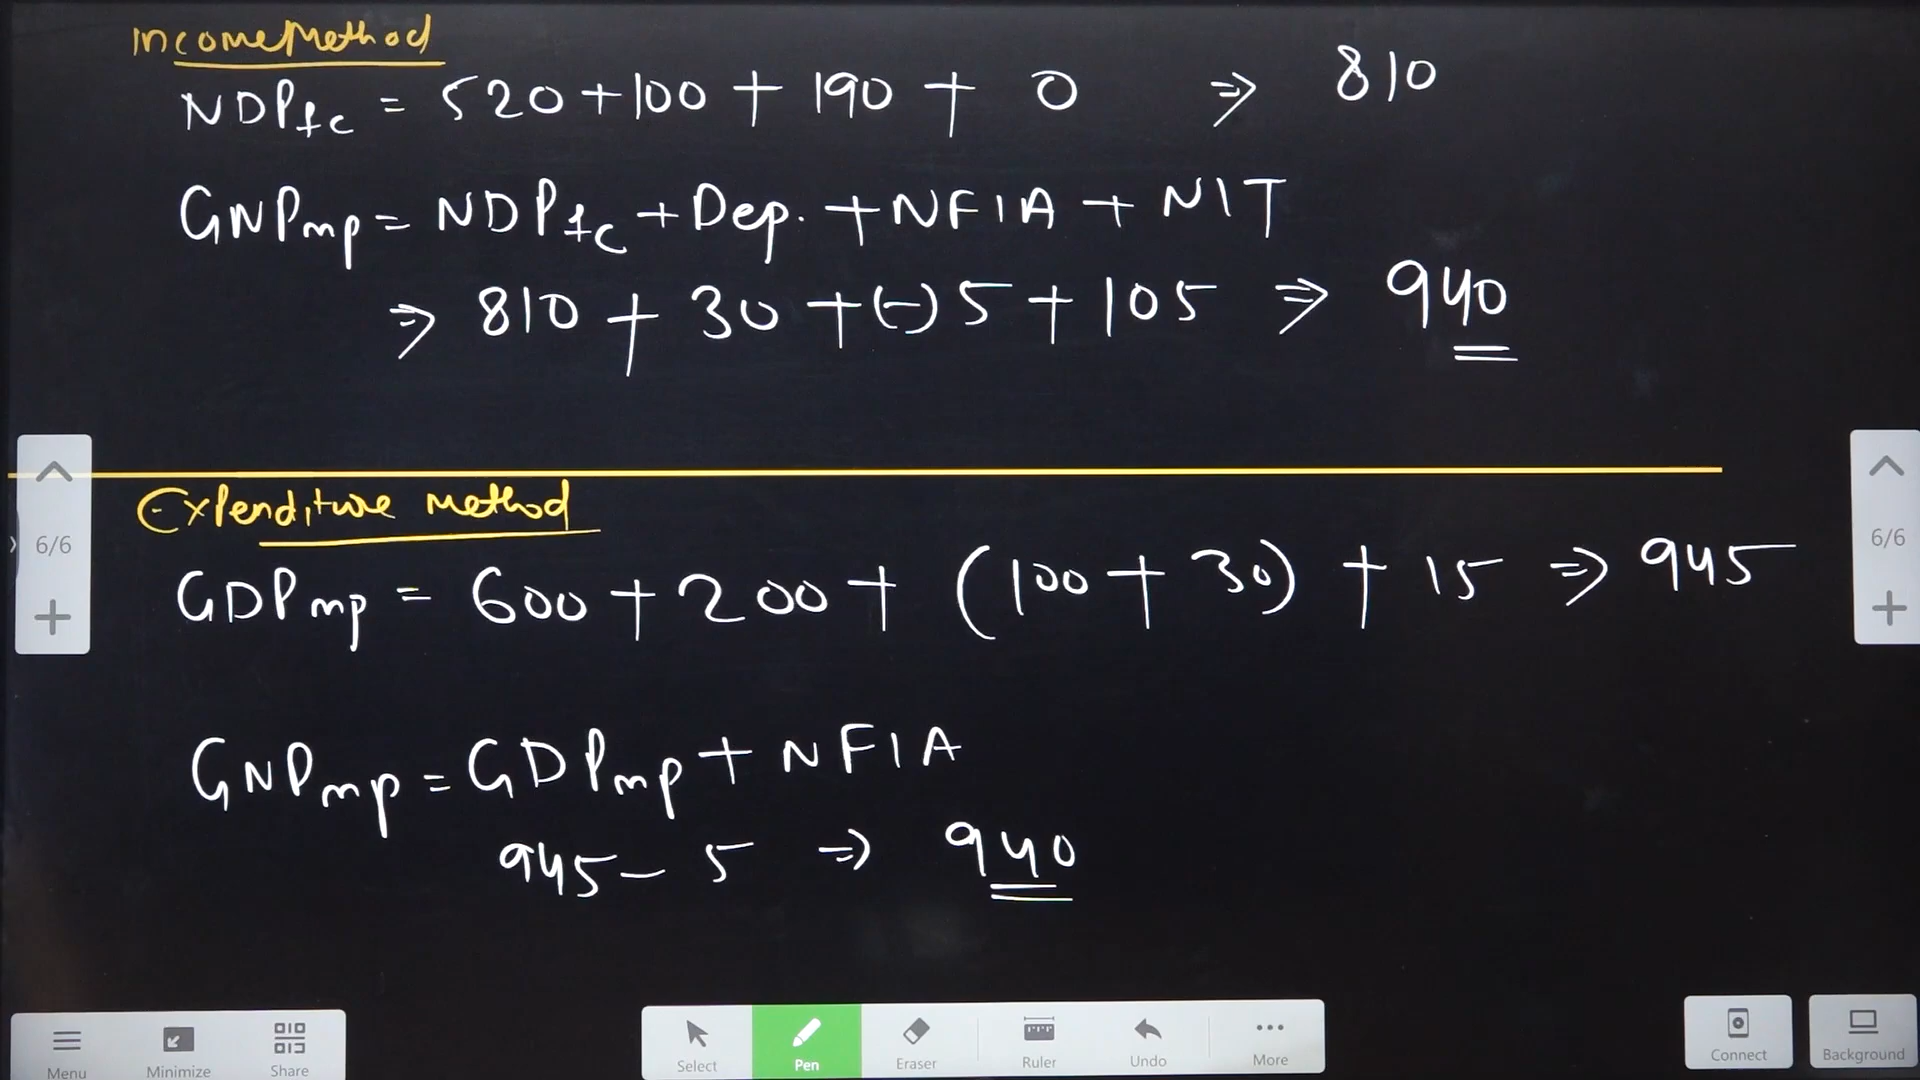 Income Method
NDPfc = 520 + 100 + 190 + 0 ⇒ 810
GNPmp = NDPfc + Dep. + NFIA + NIT
⇒ 810 + 30 + (-) 5 + 105 ⇒ 940
Expenditure Method
6/6
6/6
GDPmp = 600 + 200 + (100 + 30) + 15 ⇒ 945
GNPmp = GDPmp + NFIA
945 - 5 ⇒ 940
Menu
Minimize
Share
Select
Pen
Eraser
Ruler
Undo
More
Connect
Background